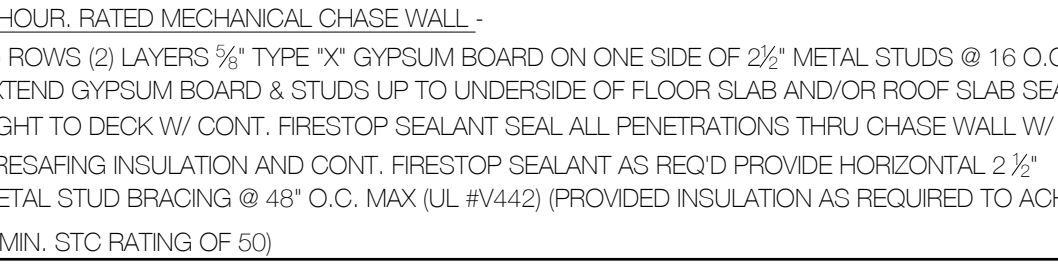 HOUR. RATED MECHANICAL CHASE WALL -
ROWS (2) LAYERS ⅝" TYPE "X" GYPSUM BOARD ON ONE SIDE OF 2½" METAL STUDS @ 16 O.C
XTEND GYPSUM BOARD & STUDS UP TO UNDERSIDE OF FLOOR SLAB AND/OR ROOF SLAB SEA
GHT TO DECK W/ CONT. FIRESTOP SEALANT SEAL ALL PENETRATIONS THRU CHASE WALL W/
RESAFING INSULATION AND CONT. FIRESTOP SEALANT AS REQ'D PROVIDE HORIZONTAL 2 ½"
ETAL STUD BRACING @ 48" O.C. MAX (UL #V442) (PROVIDED INSULATION AS REQUIRED TO ACH
MIN. STC RATING OF 50)